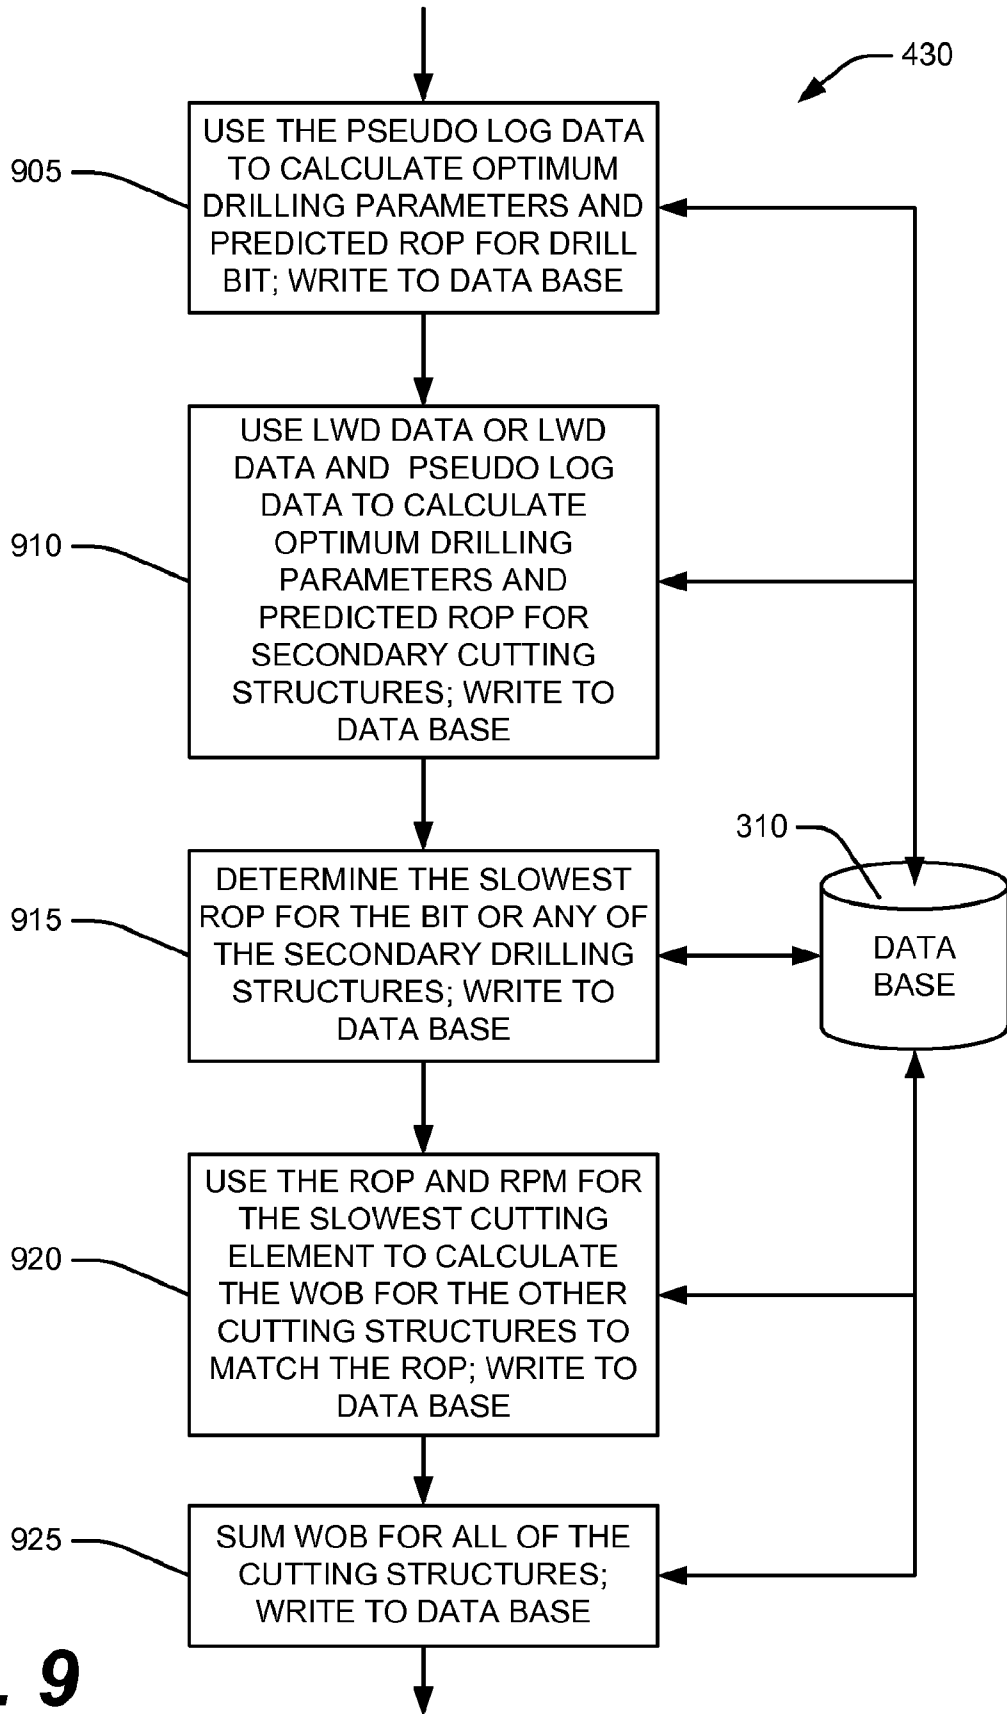 430
905
USE THE PSEUDO LOG DATA
TO CALCULATE OPTIMUM
DRILLING PARAMETERS AND
PREDICTED ROP FOR DRILL
BIT; WRITE TO DATA BASE
910
USE LWD DATA OR LWD
DATA AND PSEUDO LOG
DATA TO CALCULATE
OPTIMUM DRILLING
PARAMETERS AND
PREDICTED ROP FOR
SECONDARY CUTTING
STRUCTURES; WRITE TO
DATA BASE
310
915
DETERMINE THE SLOWEST
ROP FOR THE BIT OR ANY OF
THE SECONDARY DRILLING
STRUCTURES; WRITE TO
DATA BASE
DATA
BASE
920
USE THE ROP AND RPM FOR
THE SLOWEST CUTTING
ELEMENT TO CALCULATE
THE WOB FOR THE OTHER
CUTTING STRUCTURES TO
MATCH THE ROP; WRITE TO
DATA BASE
925
SUM WOB FOR ALL OF THE
CUTTING STRUCTURES;
WRITE TO DATA BASE
. 9